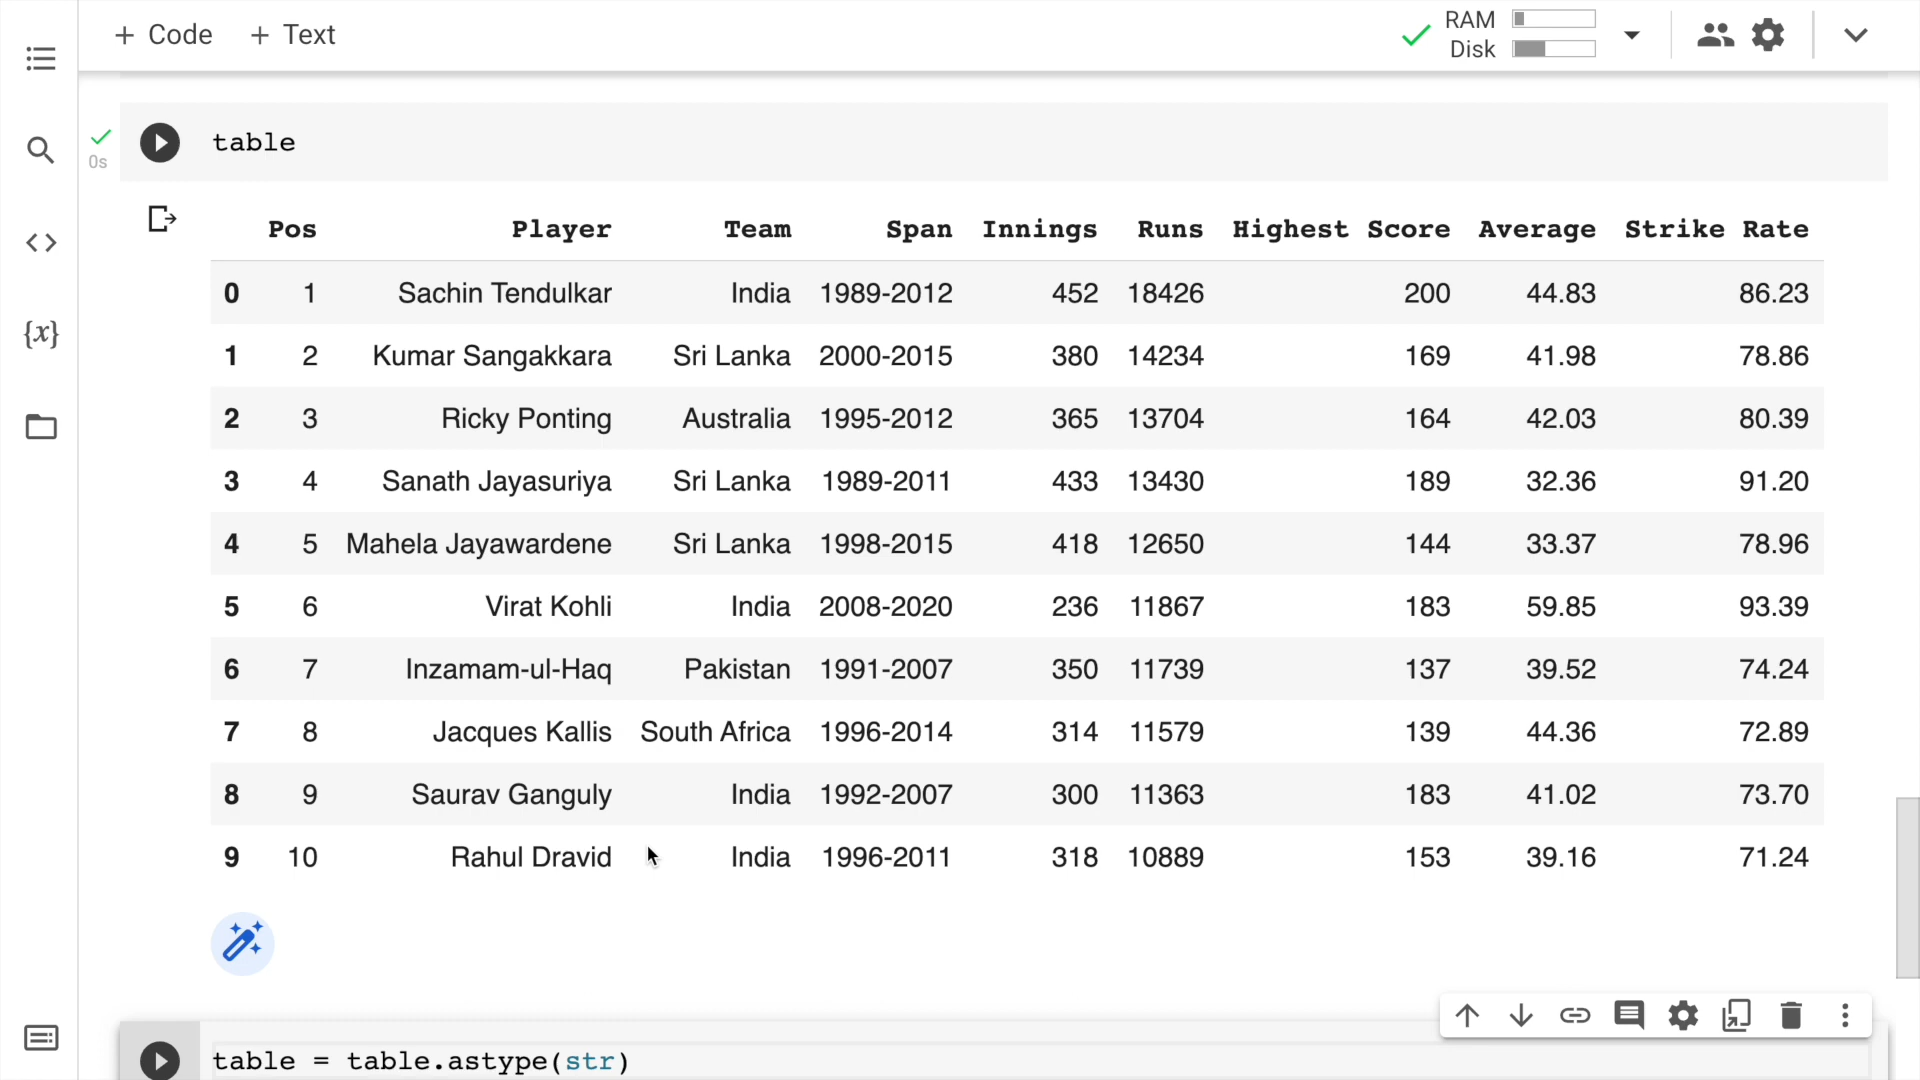 + Code + Text
RAM
Disk
table
0s
{x}
Pos Player Team Span Innings Runs Highest Score Average Strike Rate
0 1 Sachin Tendulkar India 1989-2012 452 18426 200 44.83 86.23
1 2 Kumar Sangakkara Sri Lanka 2000-2015 380 14234 169 41.98 78.86
2 3 Ricky Ponting Australia 1995-2012 365 13704 164 42.03 80.39
3 4 Sanath Jayasuriya Sri Lanka 1989-2011 433 13430 189 32.36 91.20
4 5 Mahela Jayawardene Sri Lanka 1998-2015 418 12650 144 33.37 78.96
5 6 Virat Kohli India 2008-2020 236 11867 183 59.85 93.39
6 7 Inzamam-ul-Haq Pakistan 1991-2007 350 11739 137 39.52 74.24
7 8 Jacques Kallis South Africa 1996-2014 314 11579 139 44.36 72.89
8 9 Saurav Ganguly India 1992-2007 300 11363 183 41.02 73.70
9 10 Rahul Dravid India 1996-2011 318 10889 153 39.16 71.24
table = table.astype(str)